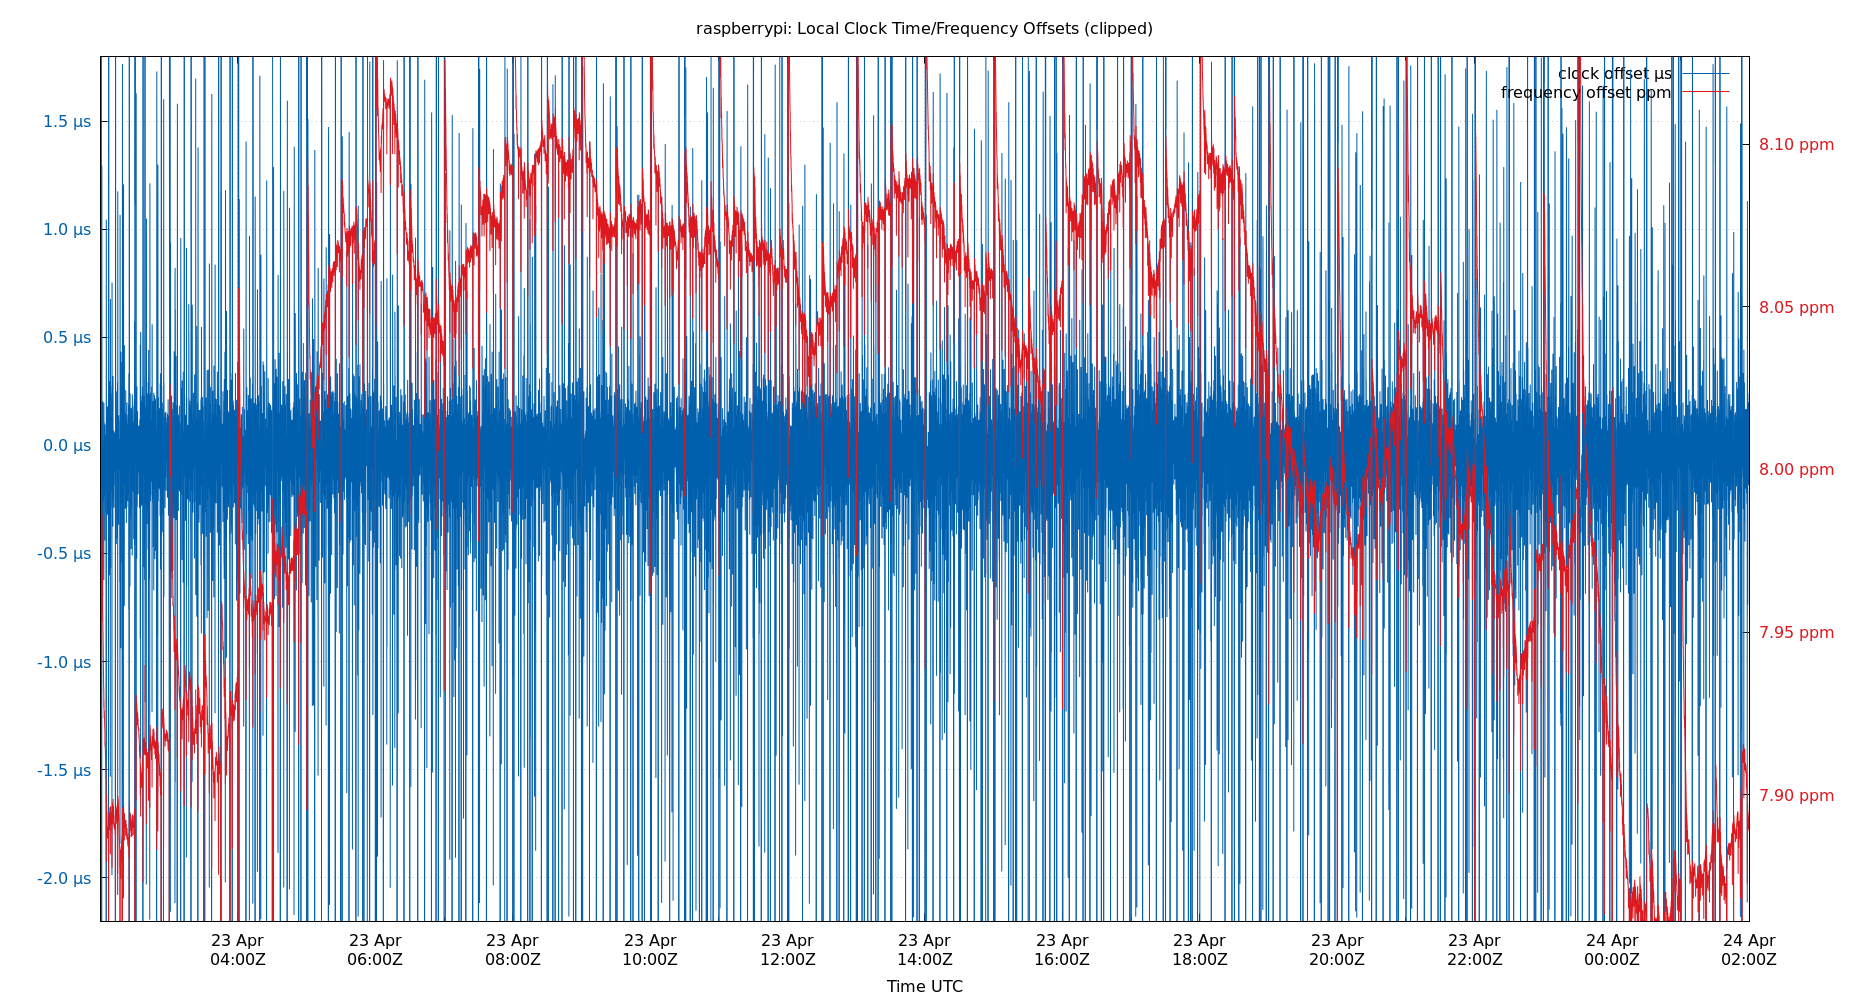 raspberrypi: Local Clock Time/Frequency Offsets (clipped)
clock offset µs
frequency offset ppm
1.5 µs
1.0 µs
0.5 µs
0.0 µs
-0.5 µs
-1.0 µs
-1.5 µs
-2.0 µs
8.10 ppm
8.05 ppm
8.00 ppm
7.95 ppm
7.90 ppm
23 Apr 23 Apr 23 Apr 23 Apr 23 Apr 23 Apr 23 Apr 23 Apr 23 Apr 23 Apr 24 Apr 24 Apr
04:00Z 06:00Z 08:00Z 10:00Z 12:00Z 14:00Z 16:00Z 18:00Z 20:00Z 22:00Z 00:00Z 02:00Z
Time UTC